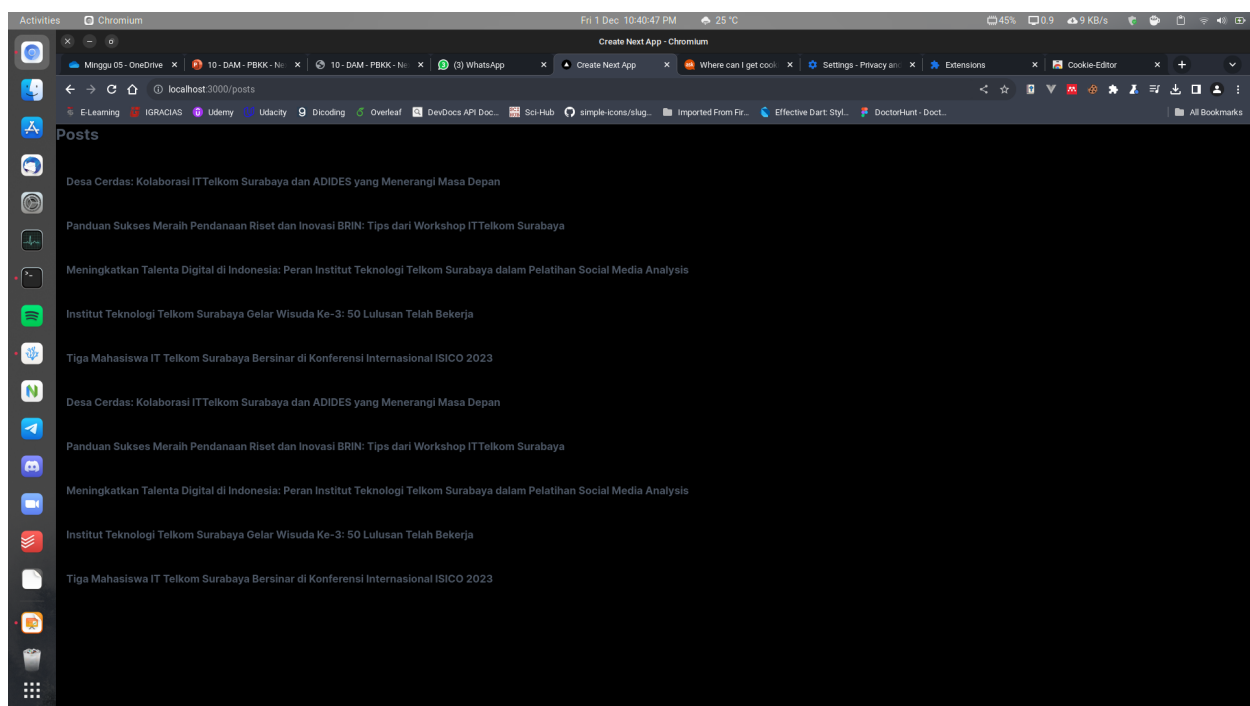 Activities Chromium Fri 1 Dec 10:40:47 PM 25 °C 45% 0.9 9 KB/s
Create Next App - Chromium
Minggu 05 - OneDrive 10 - DAM - PBKK - Ne 10 - DAM - PBKK - Ne (3) WhatsApp Create Next App Where can I get cook Settings - Privacy and Extensions Cookie-Editor
localhost:3000/posts
E-Learning IGRACIAS Udemy Udacity Dicoding Overleaf DevDocs API Doc... Sci-Hub simple-icons/slug... Imported From Fir... Effective Dart: Styl... DoctorHunt - Doct... All Bookmarks
Posts
Desa Cerdas: Kolaborasi ITTelkom Surabaya dan ADIDES yang Menerangi Masa Depan
Panduan Sukses Meraih Pendanaan Riset dan Inovasi BRIN: Tips dari Workshop ITTelkom Surabaya
Meningkatkan Talenta Digital di Indonesia: Peran Institut Teknologi Telkom Surabaya dalam Pelatihan Social Media Analysis
Institut Teknologi Telkom Surabaya Gelar Wisuda Ke-3: 50 Lulusan Telah Bekerja
Tiga Mahasiswa IT Telkom Surabaya Bersinar di Konferensi Internasional ISICO 2023
Desa Cerdas: Kolaborasi ITTelkom Surabaya dan ADIDES yang Menerangi Masa Depan
Panduan Sukses Meraih Pendanaan Riset dan Inovasi BRIN: Tips dari Workshop ITTelkom Surabaya
Meningkatkan Talenta Digital di Indonesia: Peran Institut Teknologi Telkom Surabaya dalam Pelatihan Social Media Analysis
Institut Teknologi Telkom Surabaya Gelar Wisuda Ke-3: 50 Lulusan Telah Bekerja
Tiga Mahasiswa IT Telkom Surabaya Bersinar di Konferensi Internasional ISICO 2023